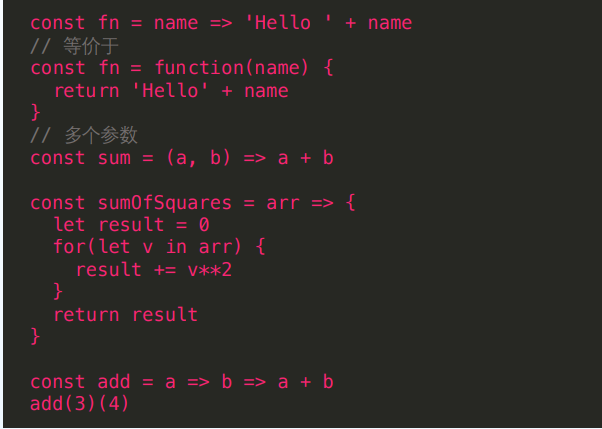 const fn = name => 'Hello ' + name
// 等价于
const fn = function(name) {
  return 'Hello' + name
}
// 多个参数
const sum = (a, b) => a + b
const sumOfSquares = arr => {
  let result = 0
  for(let v in arr) {
    result += v**2
  }
  return result
}
const add = a => b => a + b
add(3)(4)